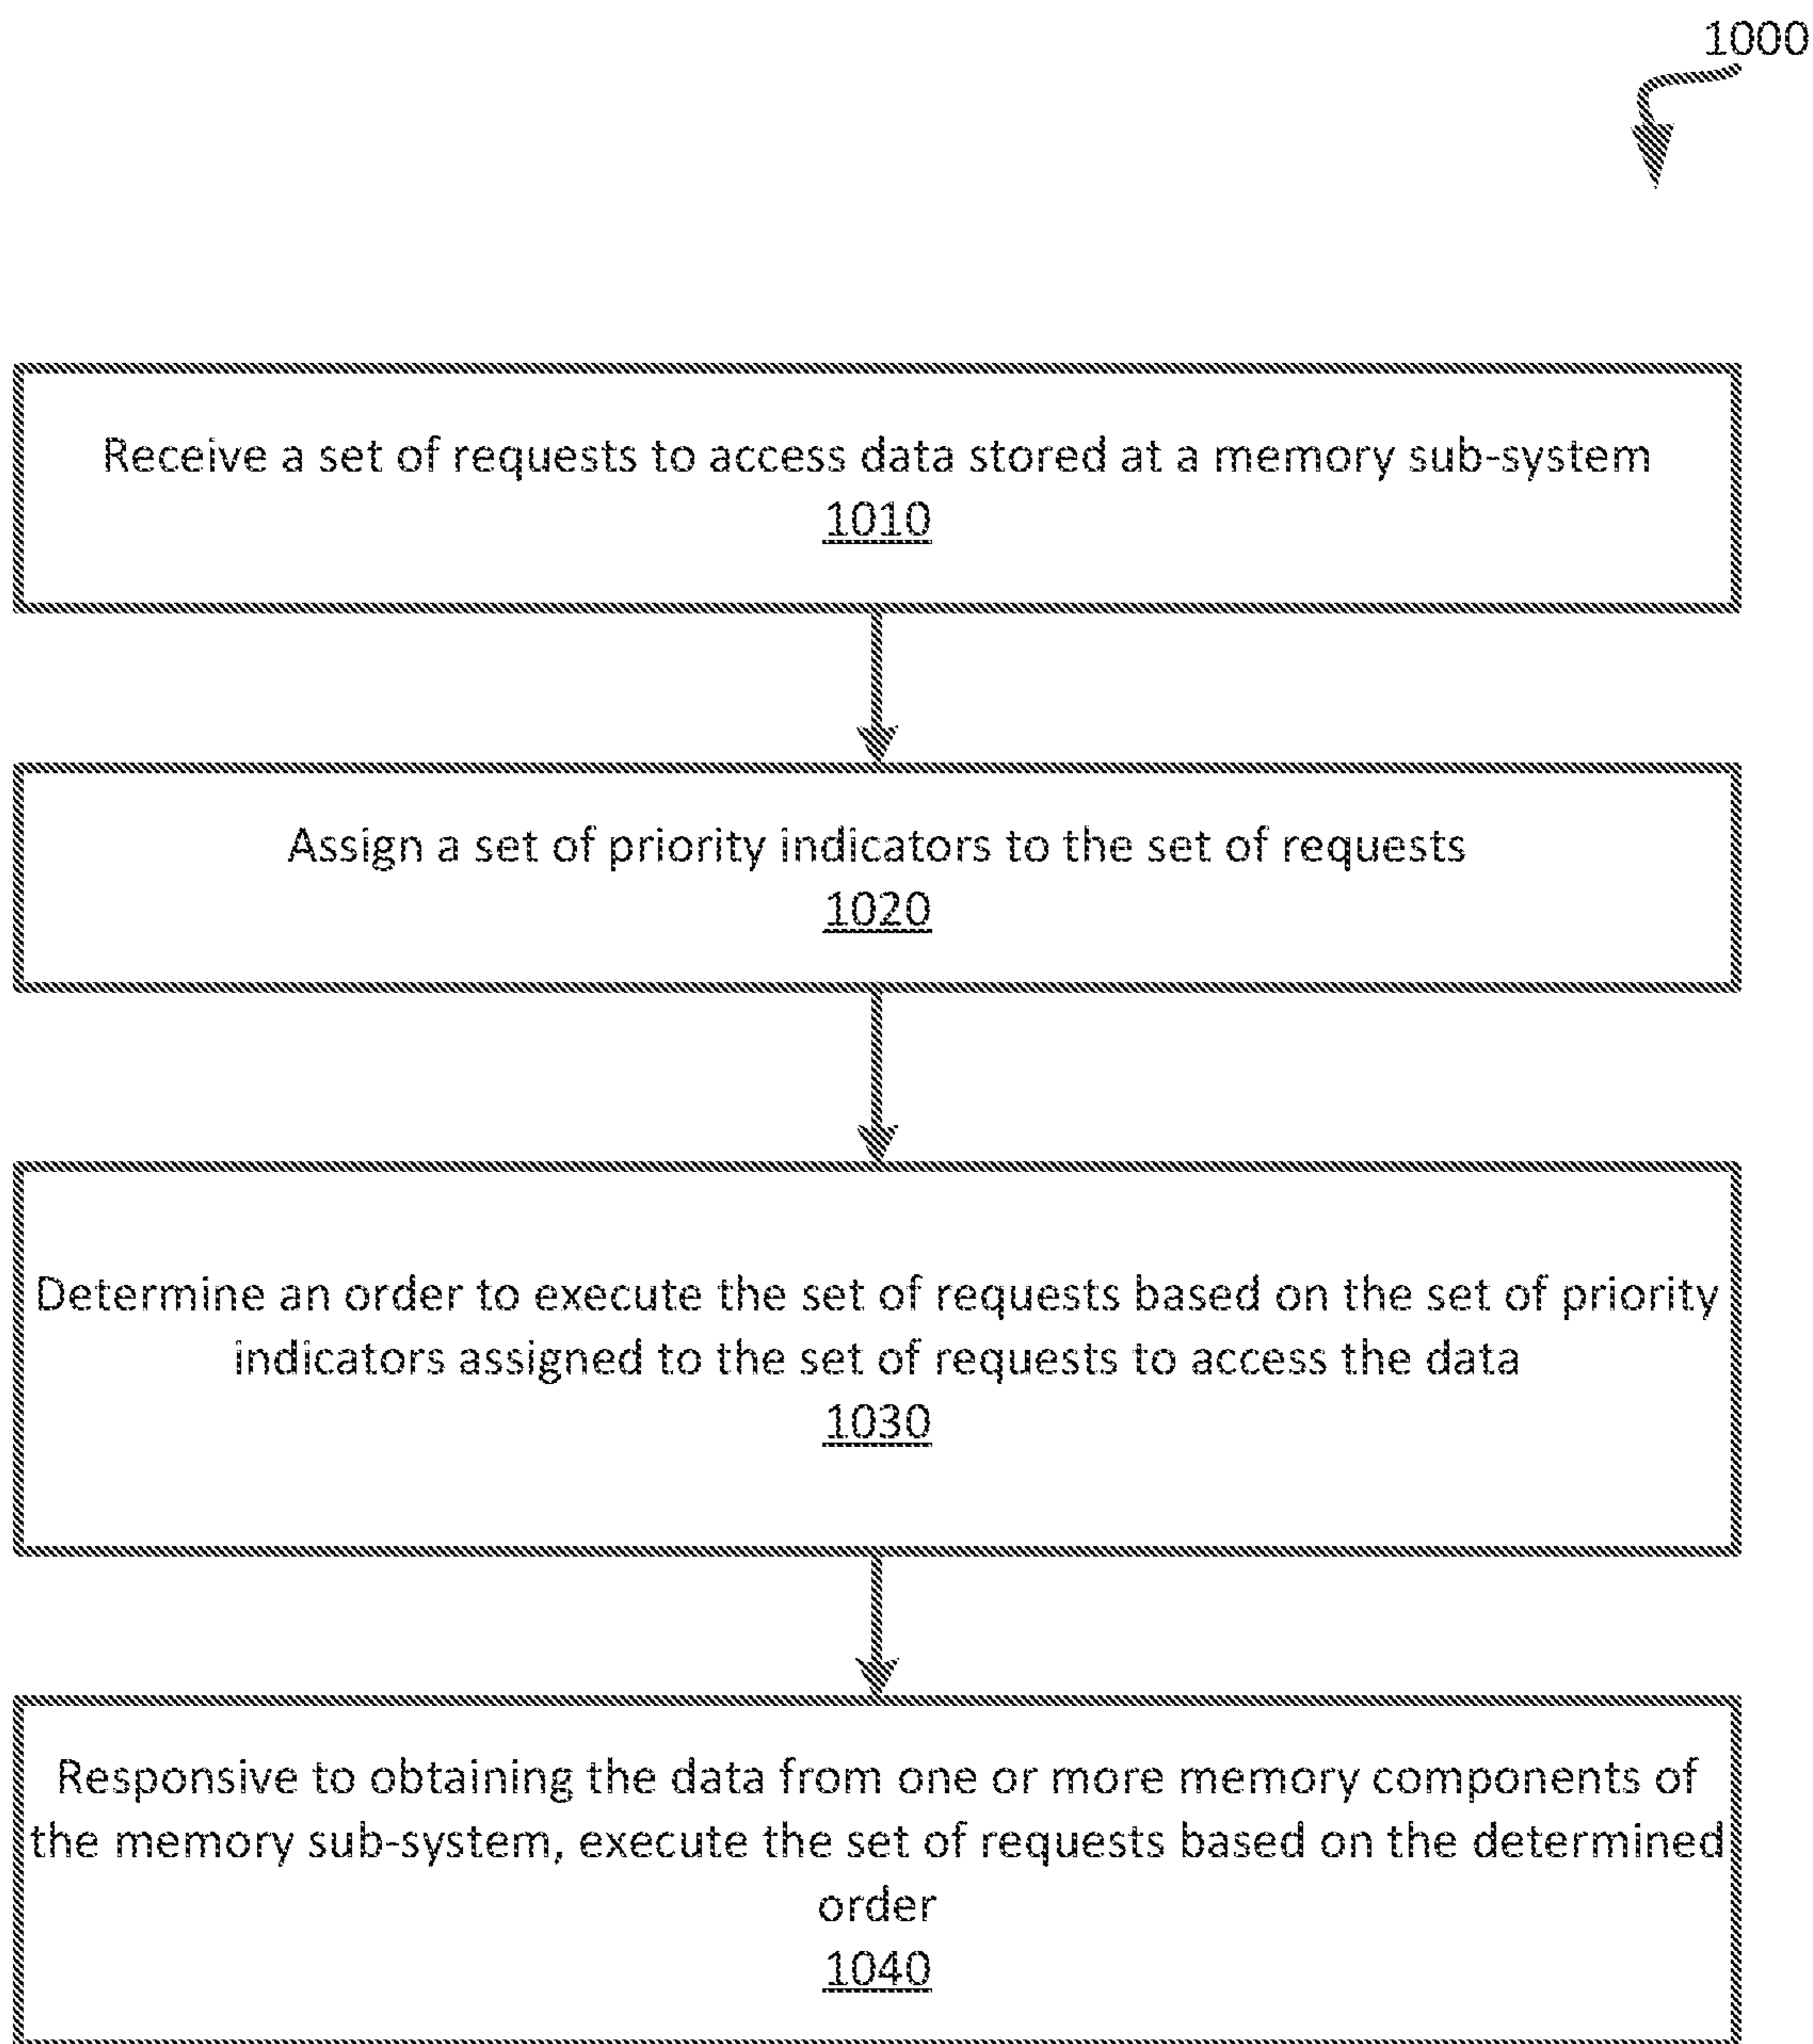 1000
Receive a set of requests to access data stored at a memory sub-system
1010
Assign a set of priority indicators to the set of requests
1020
Determine an order to execute the set of requests based on the set of priority
indicators assigned to the set of requests to access the data
1030
Responsive to obtaining the data from one or more memory components of
the memory sub-system, execute the set of requests based on the determined
order
1040